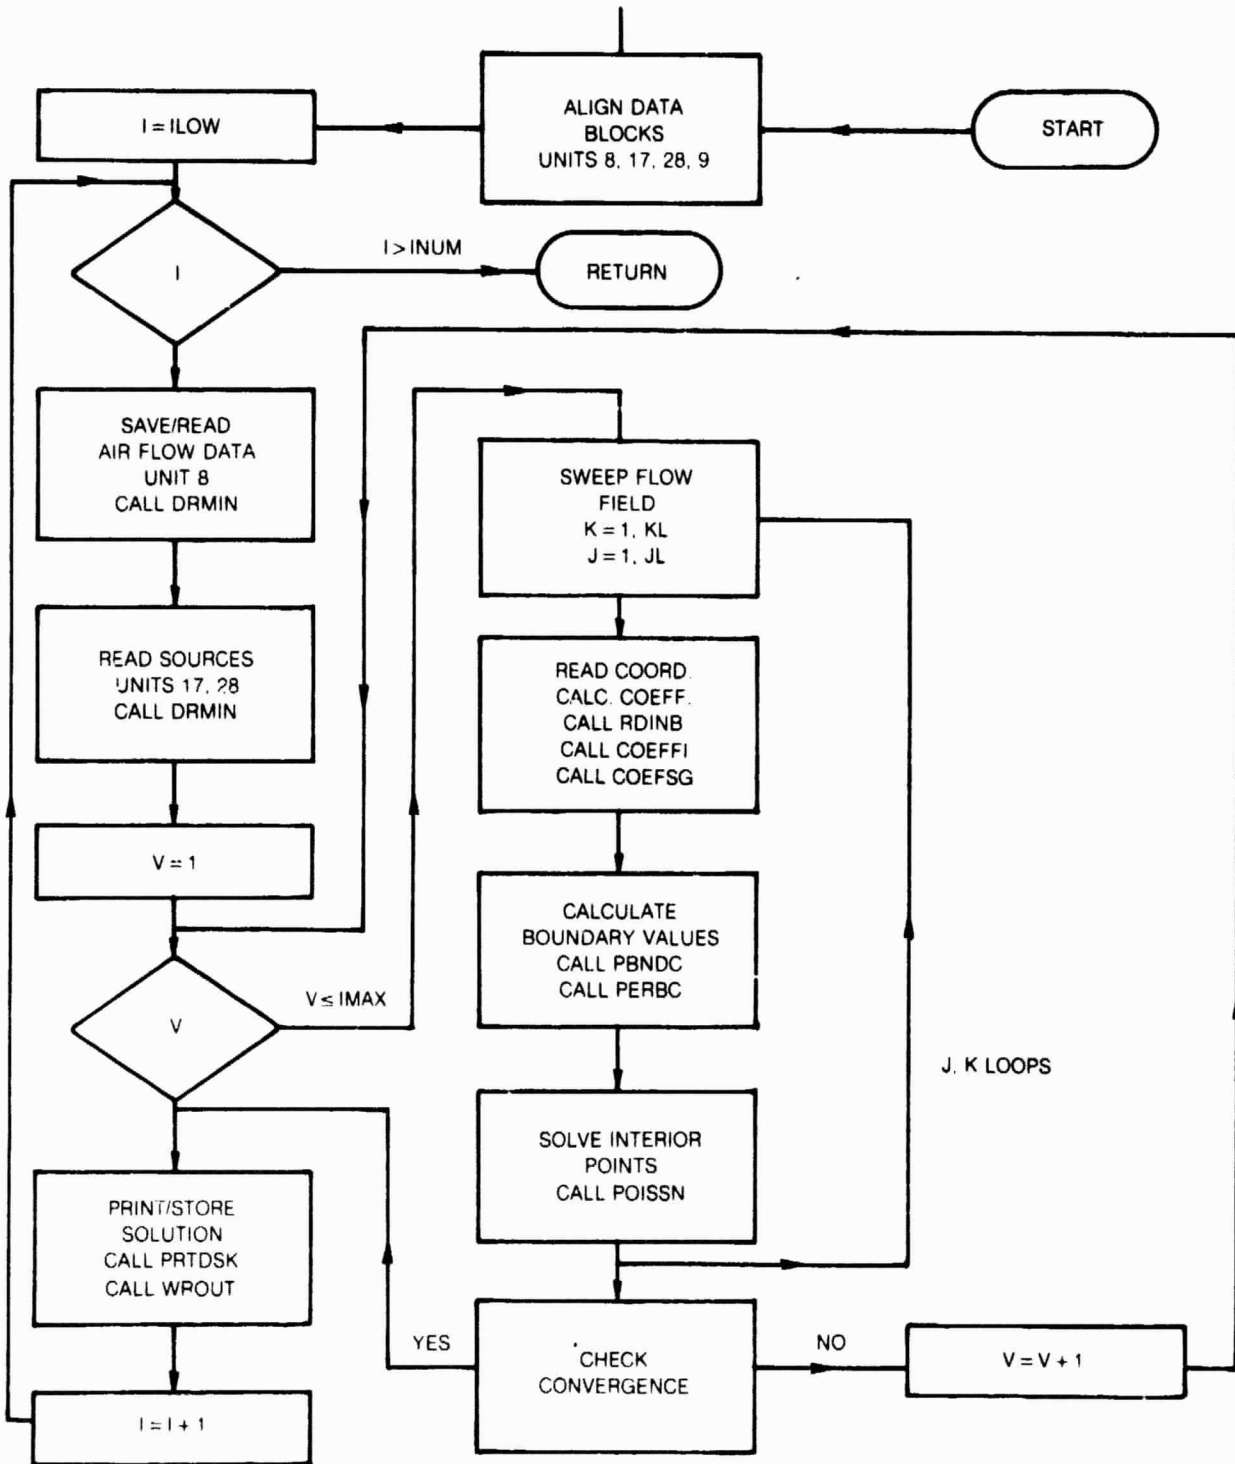 START
ALIGN DATA
BLOCKS
UNITS 8, 17, 28, 9
I = ILOW
I
I > INUM
RETURN
SAVE/READ
AIR FLOW DATA
UNIT 8
CALL DRMIN
READ SOURCES
UNITS 17, 28
CALL DRMIN
V = 1
V
V ≤ IMAX
SWEEP FLOW
FIELD
K = 1, KL
J = 1, JL
READ COORD.
CALC. COEFF.
CALL RDINB
CALL COEFFI
CALL COEFSG
CALCULATE
BOUNDARY VALUES
CALL PBNDC
CALL PERBC
SOLVE INTERIOR
POINTS
CALL POISSN
J, K LOOPS
CHECK
CONVERGENCE
YES
NO
V = V + 1
PRINT/STORE
SOLUTION
CALL PRTDSK
CALL WROUT
I = I + 1